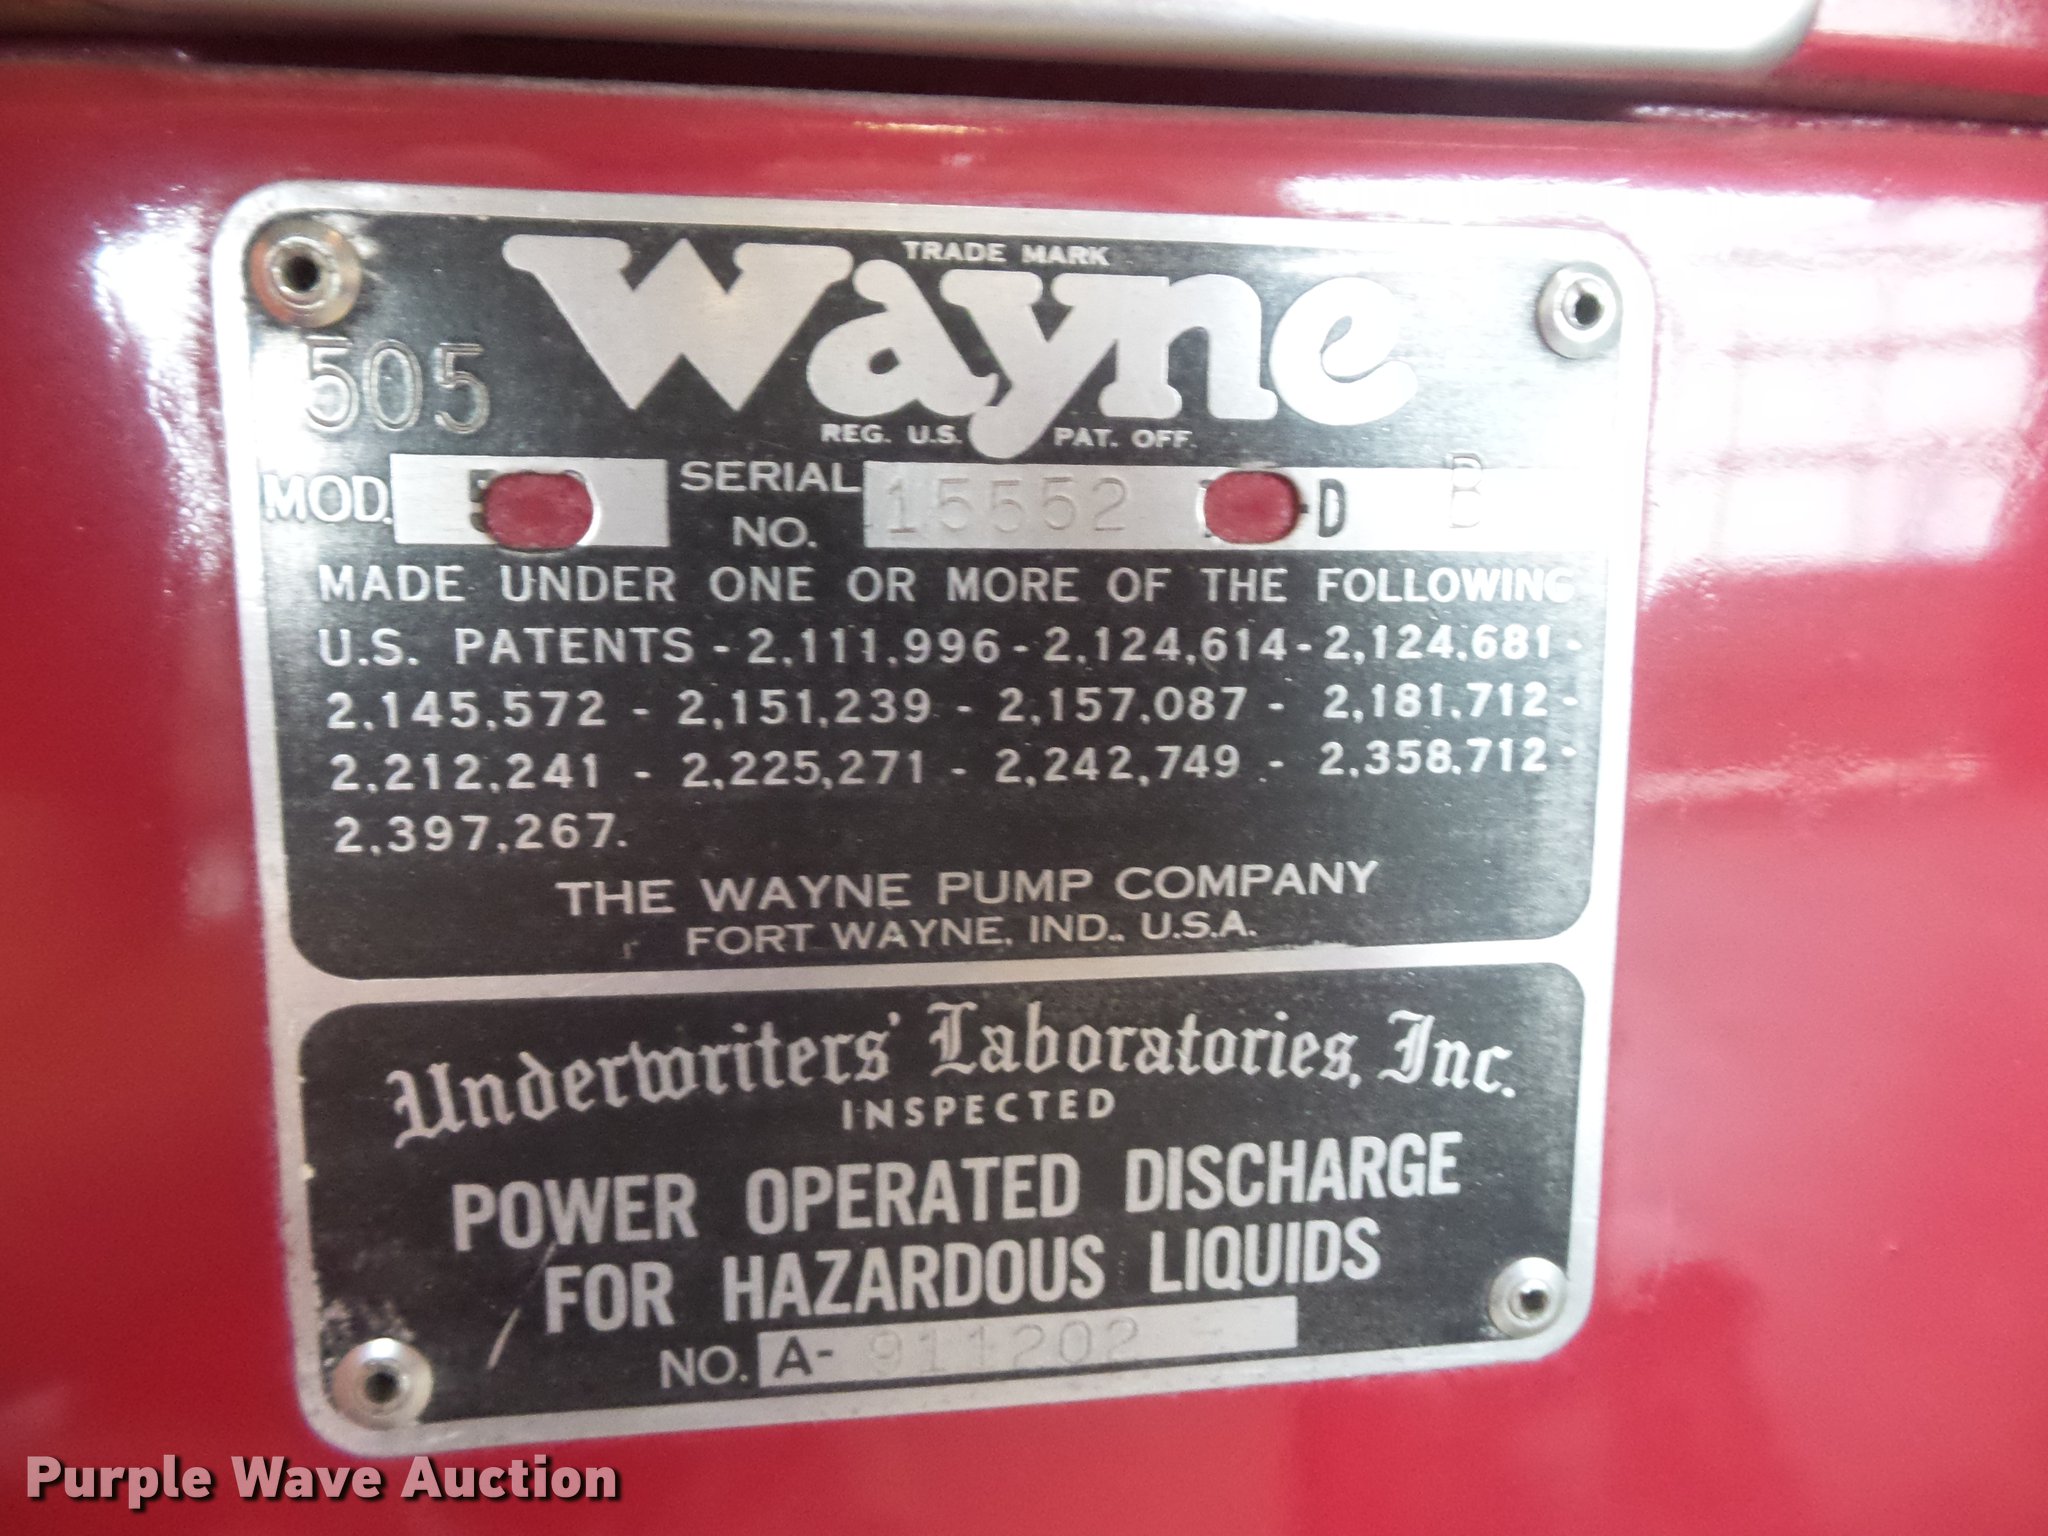 TRADE MARK
Wayne
505
REG. U.S. PAT. OFF.
MOD. SERIAL NO. 15552 D B
MADE UNDER ONE OR MORE OF THE FOLLOWING
U.S. PATENTS - 2,111,996 - 2,124,614 - 2,124,681 -
2,145,572 - 2,151,239 - 2,157,087 - 2,181,712 -
2,212,241 - 2,225,271 - 2,242,749 - 2,358,712 -
2,397,267.
THE WAYNE PUMP COMPANY
FORT WAYNE, IND., U.S.A.
Underwriters' Laboratories, Inc.
INSPECTED
POWER OPERATED DISCHARGE
FOR HAZARDOUS LIQUIDS
NO. A- 911202
Purple Wave Auction